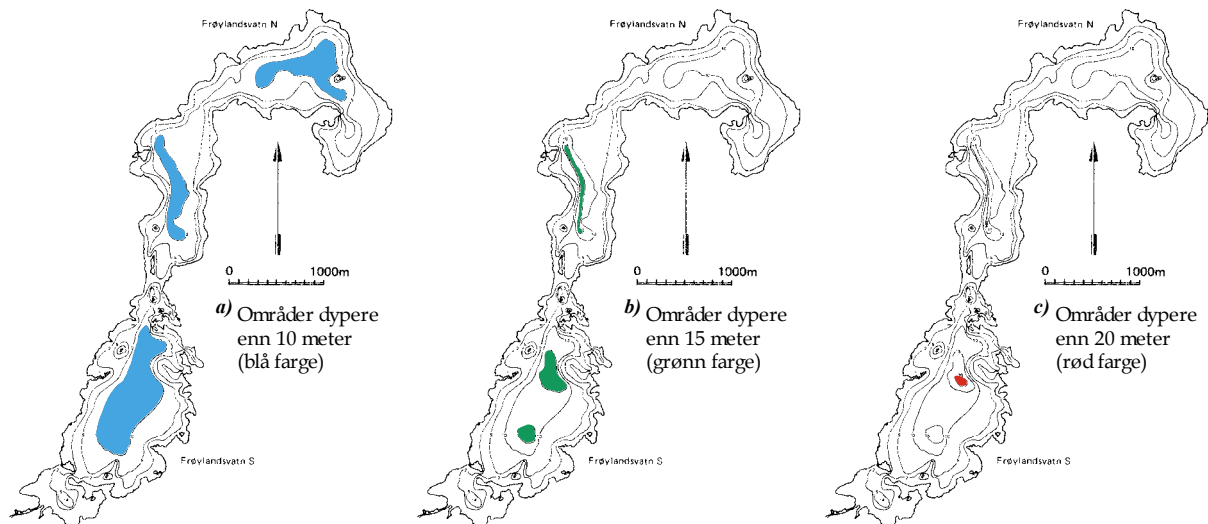 Frøylandsvatn N
0 1000m
a) Områder dypere
enn 10 meter
(blå farge)
Frøylandsvatn S
Frøylandsvatn N
0 1000m
b) Områder dypere
enn 15 meter
(grønn farge)
Frøylandsvatn S
Frøylandsvatn N
0 1000m
c) Områder dypere
enn 20 meter
(rød farge)
Frøylandsvatn S